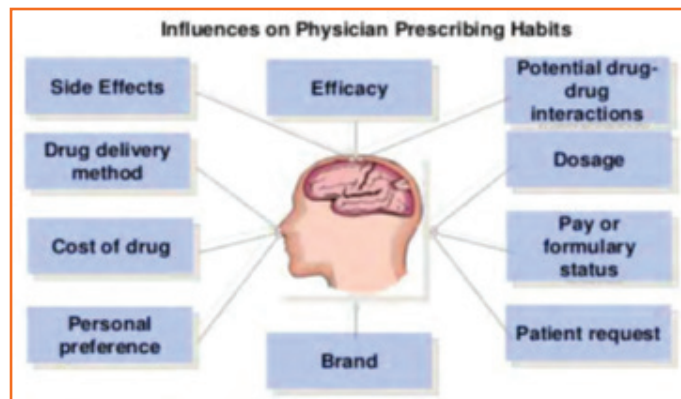 Influences on Physician Prescribing Habits
Side Effects
Efficacy
Potential drug-
drug
interactions
Drug delivery
method
Dosage
Cost of drug
Pay or
formulary
status
Personal
preference
Brand
Patient request